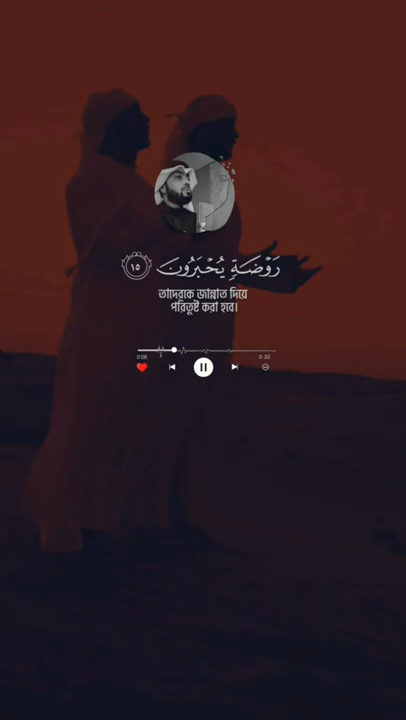 رَوْضَةٍ يُحْبَرُونَ ١٥
তাদেরকে জান্নাত দিয়ে
পরিতুষ্ট করা হবে।
0:08 0:30